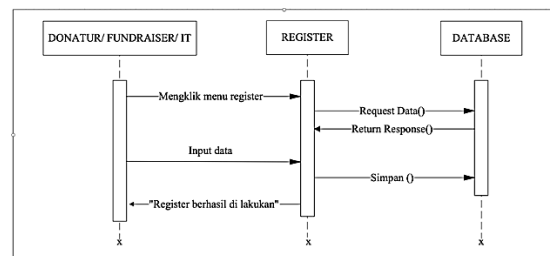 DONATUR/ FUNDRAISER/ IT
REGISTER
DATABASE
Mengklik menu register
Request Data()
Return Response()
Input data
Simpan ()
"Register berhasil di lakukan"
x
x
x